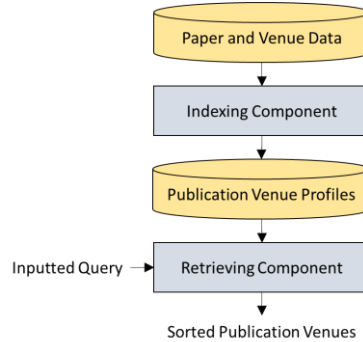 Paper and Venue Data
Indexing Component
Publication Venue Profiles
Inputted Query
Retrieving Component
Sorted Publication Venues